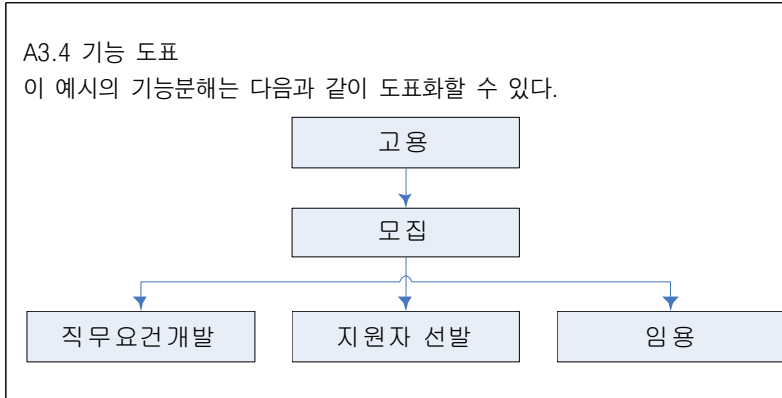 A3.4 기능 도표
이 예시의 기능분해는 다음과 같이 도표화할 수 있다.
고용
모집
직무요건개발 지원자 선발 임용